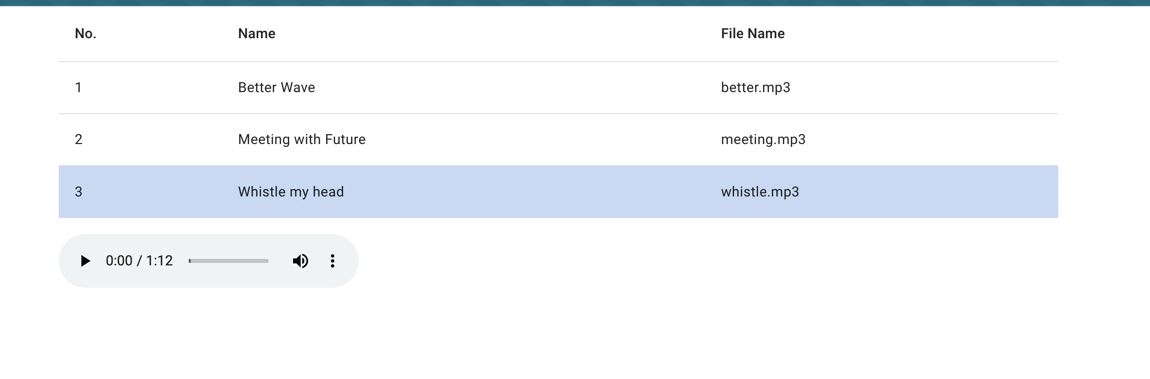 No. Name File Name
1 Better Wave better.mp3
2 Meeting with Future meeting.mp3
3 Whistle my head whistle.mp3
0:00 / 1:12